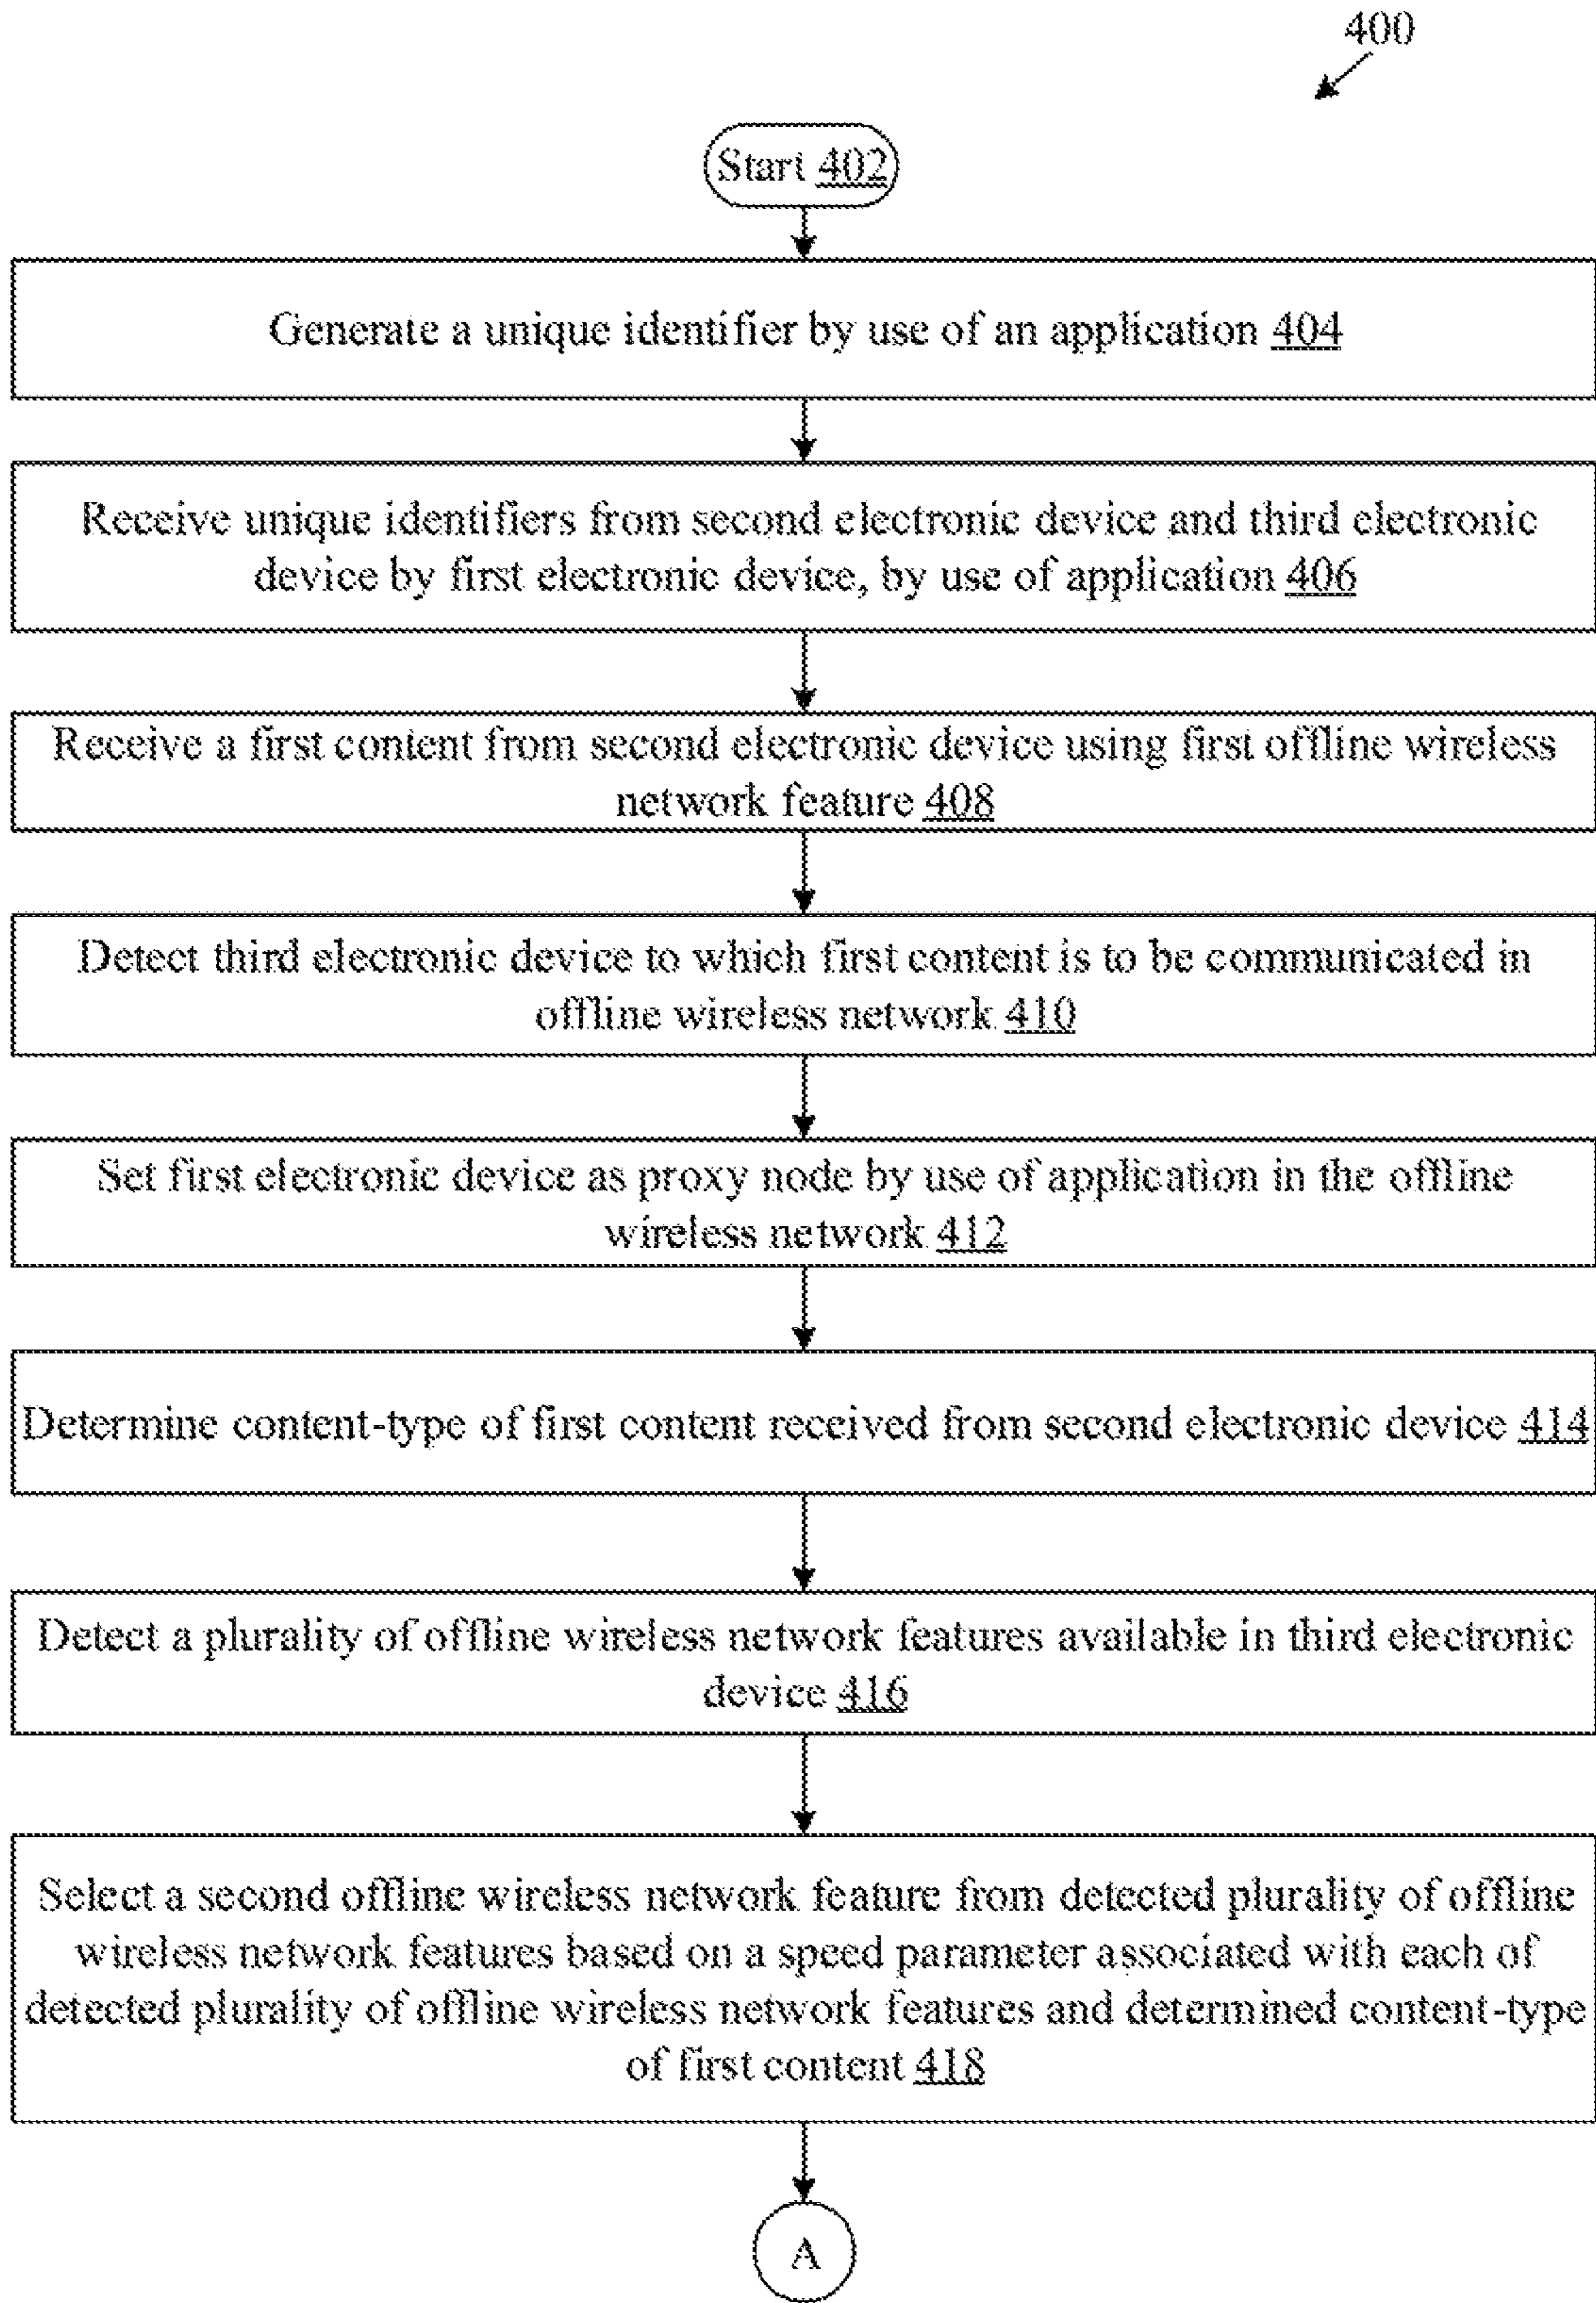 400
Start 402
Generate a unique identifier by use of an application 404
Receive unique identifiers from second electronic device and third electronic
device by first electronic device, by use of application 406
Receive a first content from second electronic device using first offline wireless
network feature 408
Detect third electronic device to which first content is to be communicated in
offline wireless network 410
Set first electronic device as proxy node by use of application in the offline
wireless network 412
Determine content-type of first content received from second electronic device 414
Detect a plurality of offline wireless network features available in third electronic
device 416
Select a second offline wireless network feature from detected plurality of offline
wireless network features based on a speed parameter associated with each of
detected plurality of offline wireless network features and determined content-type
of first content 418
A